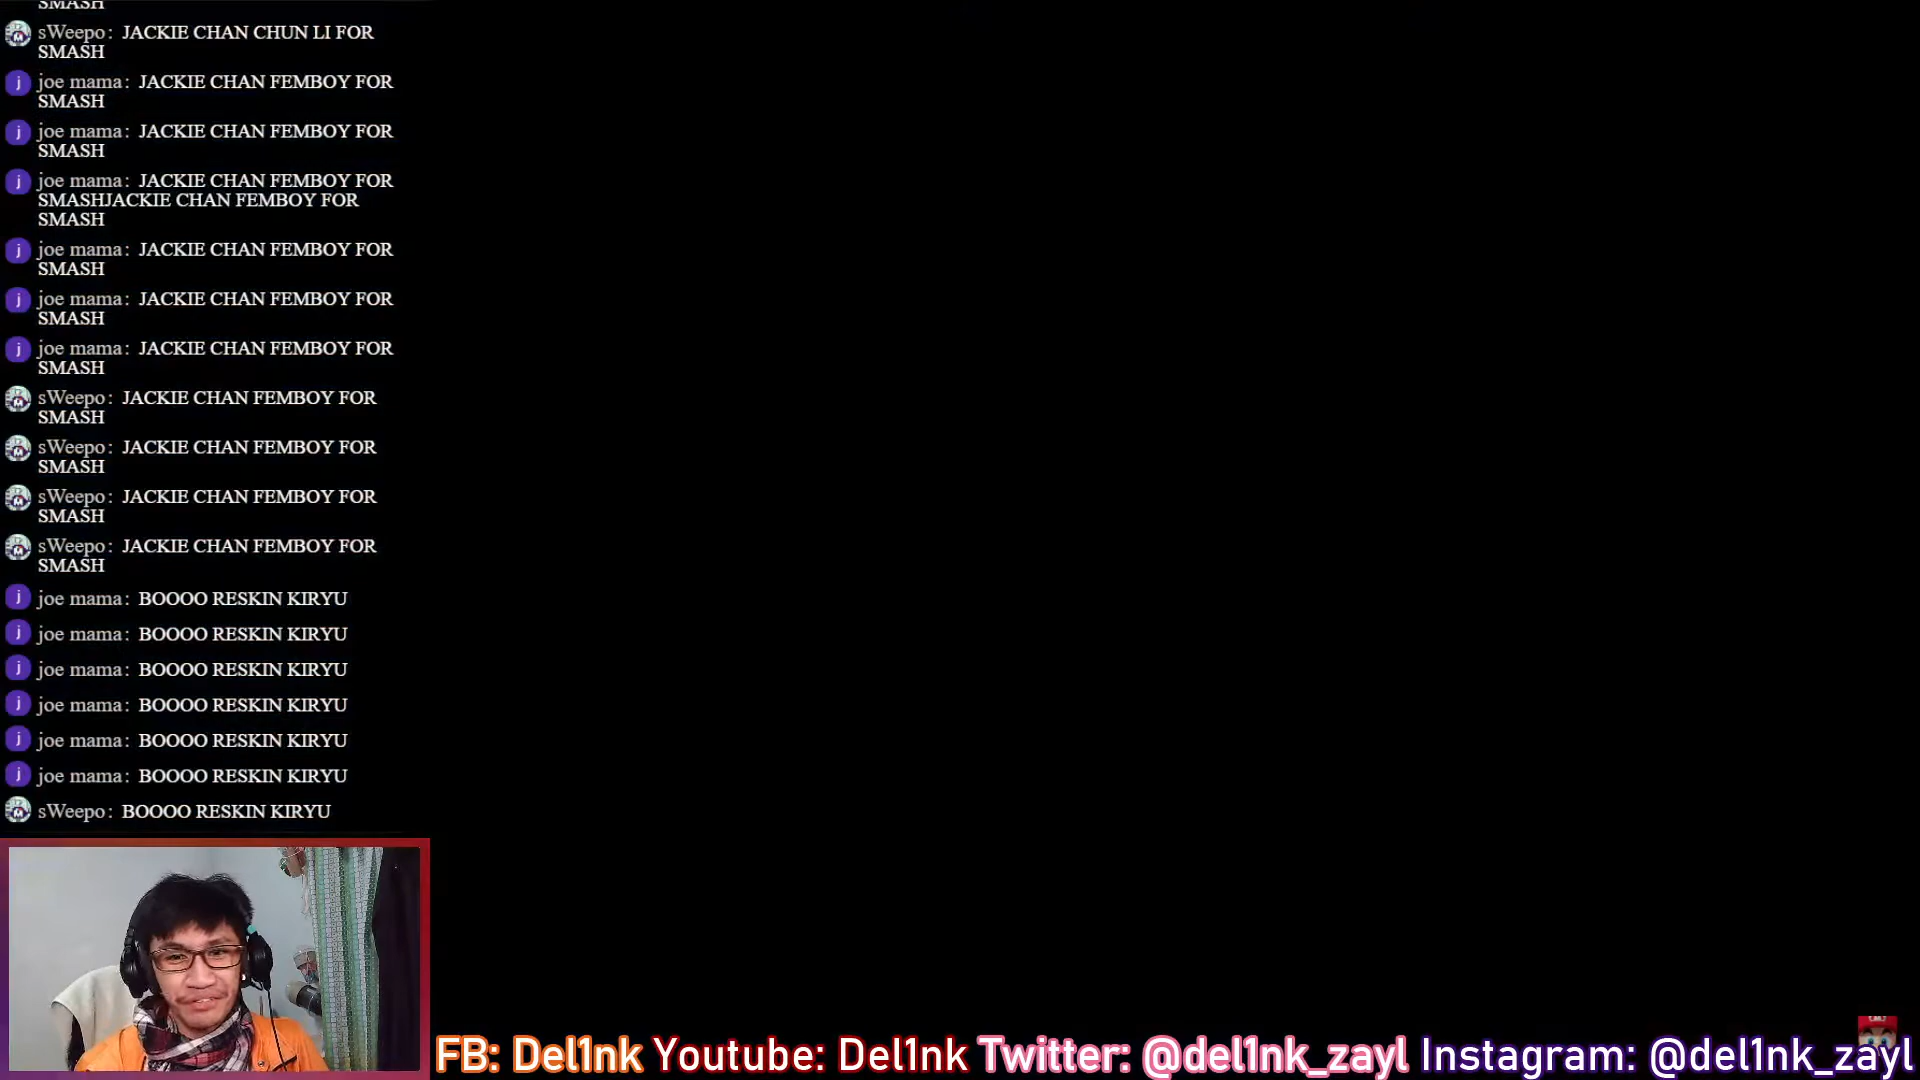 SMASH
sWeepo: JACKIE CHAN CHUN LI FOR
SMASH
j joe mama: JACKIE CHAN FEMBOY FOR
SMASH
j joe mama: JACKIE CHAN FEMBOY FOR
SMASH
j joe mama: JACKIE CHAN FEMBOY FOR
SMASHJACKIE CHAN FEMBOY FOR
SMASH
j joe mama: JACKIE CHAN FEMBOY FOR
SMASH
j joe mama: JACKIE CHAN FEMBOY FOR
SMASH
j joe mama: JACKIE CHAN FEMBOY FOR
SMASH
sWeepo: JACKIE CHAN FEMBOY FOR
SMASH
sWeepo: JACKIE CHAN FEMBOY FOR
SMASH
sWeepo: JACKIE CHAN FEMBOY FOR
SMASH
sWeepo: JACKIE CHAN FEMBOY FOR
SMASH
j joe mama: BOOOO RESKIN KIRYU
j joe mama: BOOOO RESKIN KIRYU
j joe mama: BOOOO RESKIN KIRYU
j joe mama: BOOOO RESKIN KIRYU
j joe mama: BOOOO RESKIN KIRYU
j joe mama: BOOOO RESKIN KIRYU
sWeepo: BOOOO RESKIN KIRYU
FB: Del1nk Youtube: Del1nk Twitter: @del1nk_zayl Instagram: @del1nk_zayl